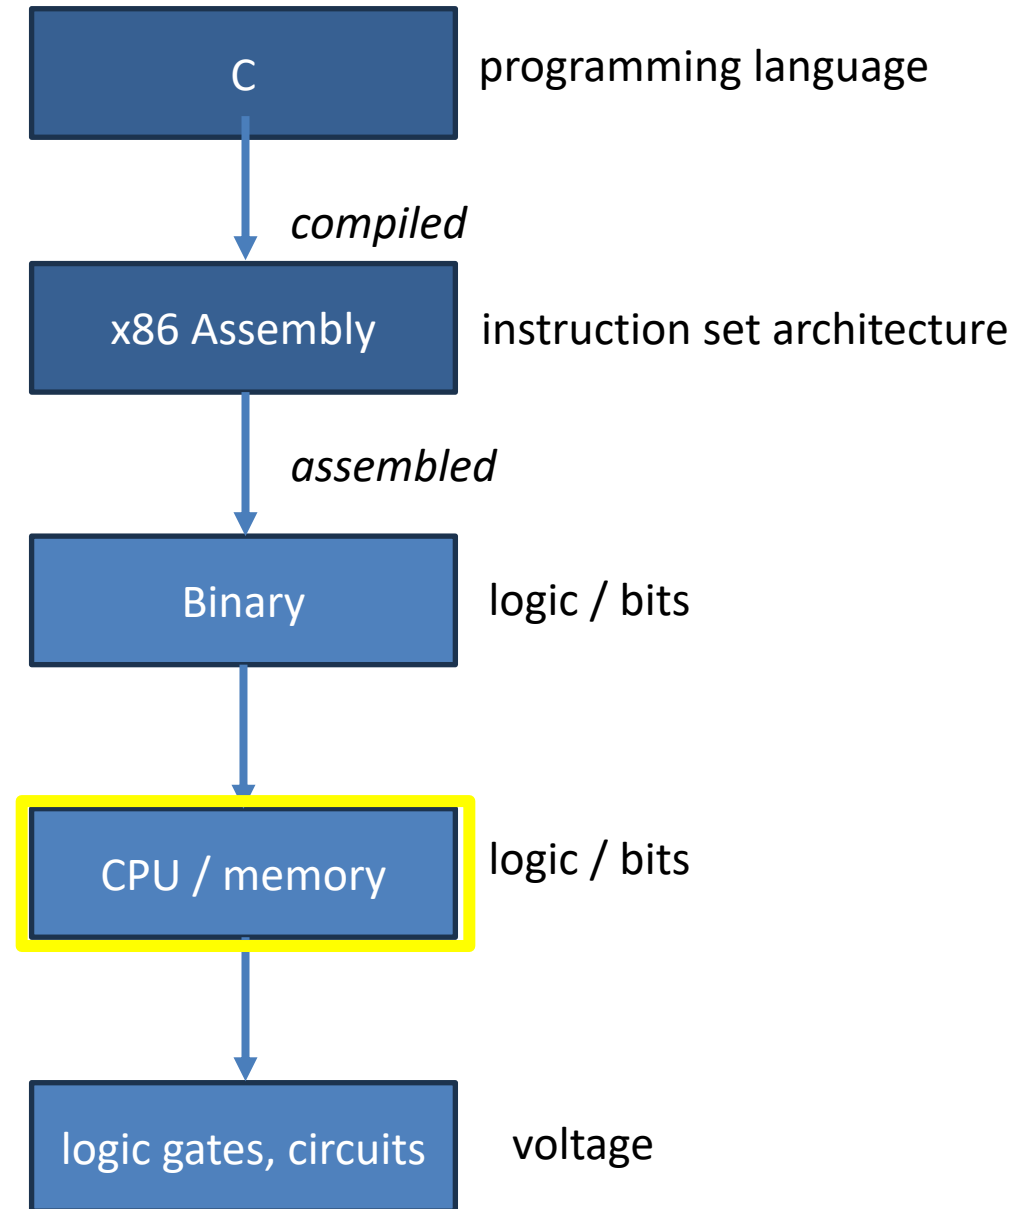 C
programming language
compiled
x86 Assembly
instruction set architecture
assembled
Binary
logic / bits
CPU / memory
logic / bits
logic gates, circuits
voltage